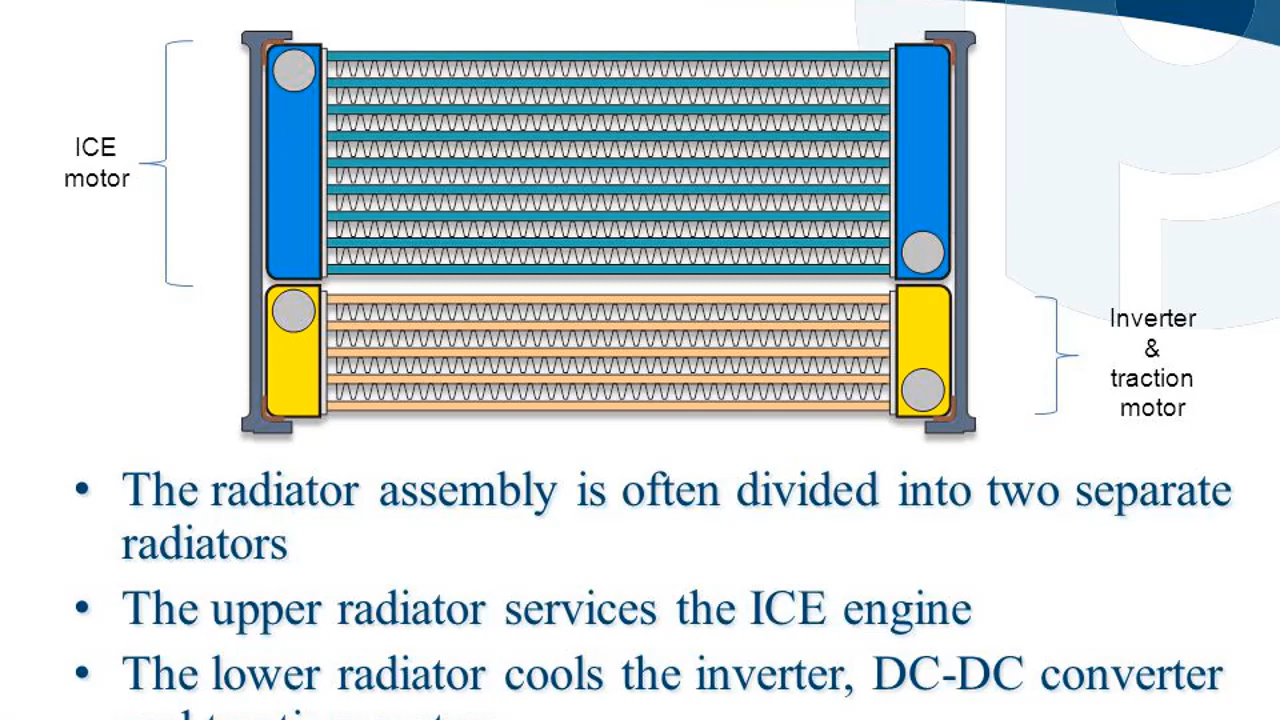 ICE
motor
Inverter
&
traction
motor
• The radiator assembly is often divided into two separate
radiators
• The upper radiator services the ICE engine
• The lower radiator cools the inverter, DC-DC converter